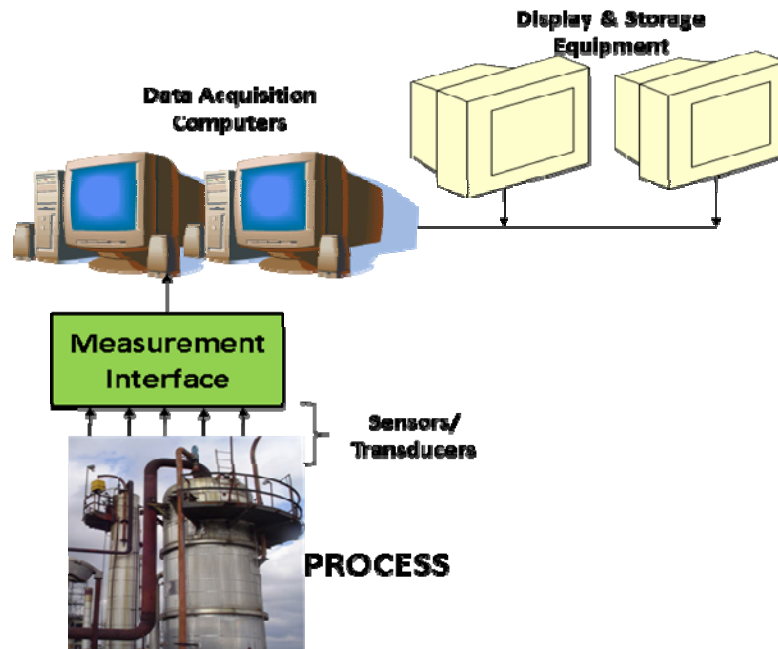 Display & Storage
Equipment
Data Acquisition
Computers
Measurement
Interface
Sensors/
Transducers
PROCESS